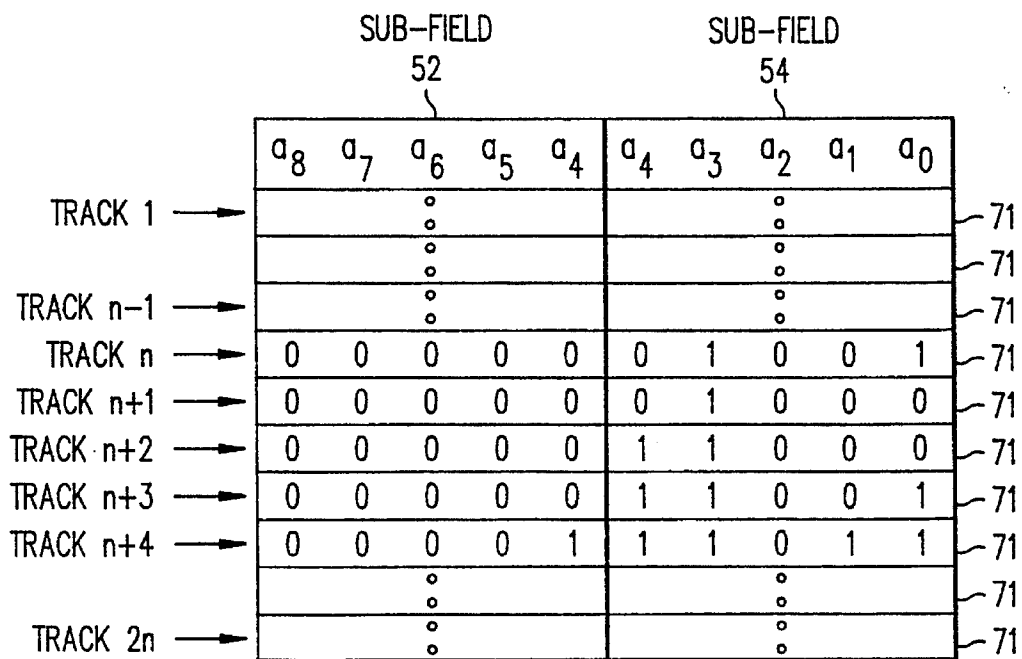 SUB-FIELD SUB-FIELD
52 54
a8 a7 a6 a5 a4 a4 a3 a2 a1 a0
TRACK 1 71
71
TRACK n-1 71
TRACK n 0 0 0 0 0 0 1 0 0 1 71
TRACK n+1 0 0 0 0 0 0 1 0 0 0 71
TRACK n+2 0 0 0 0 0 1 1 0 0 0 71
TRACK n+3 0 0 0 0 0 1 1 0 0 1 71
TRACK n+4 0 0 0 0 1 1 1 0 1 1 71
71
TRACK 2n 71